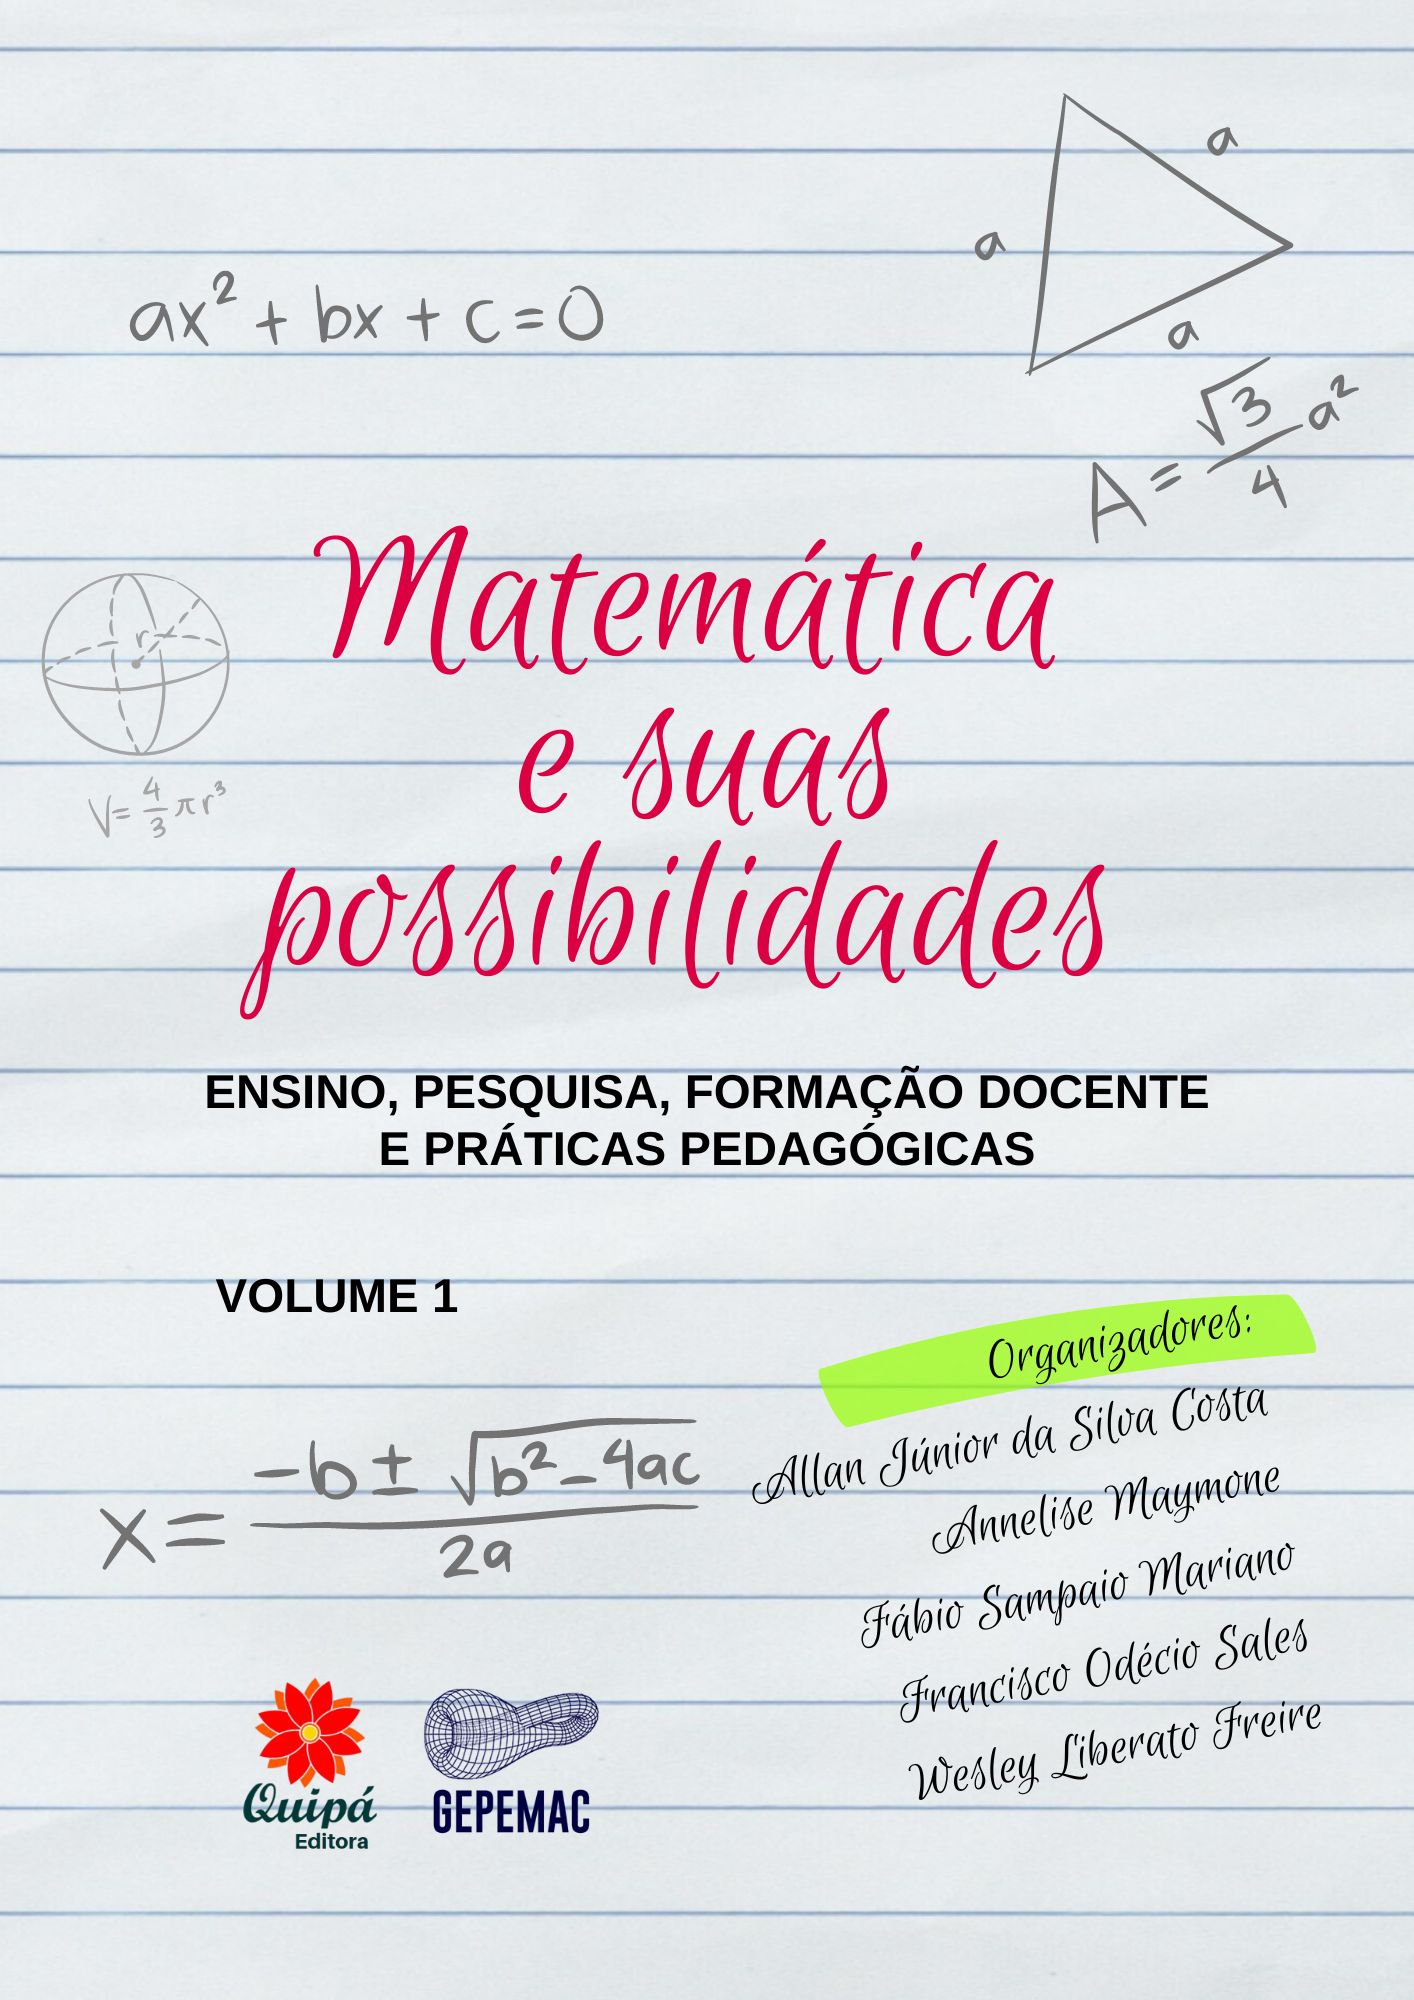 a
a
ax² + bx + c = 0
a
A = √3/4 a²
Matemática
r
e suas
V = 4/3 π r³
possibilidades
ENSINO, PESQUISA, FORMAÇÃO DOCENTE
E PRÁTICAS PEDAGÓGICAS
VOLUME 1
Organizadores:
Allan Júnior da Silva Costa
Annelise Maymone
Fábio Sampaio Mariano
Francisco Odécio Sales
Wesley Liberato Freire
x = -b ± √b² - 4ac
2a
Quipá
Editora
GEPEMAC